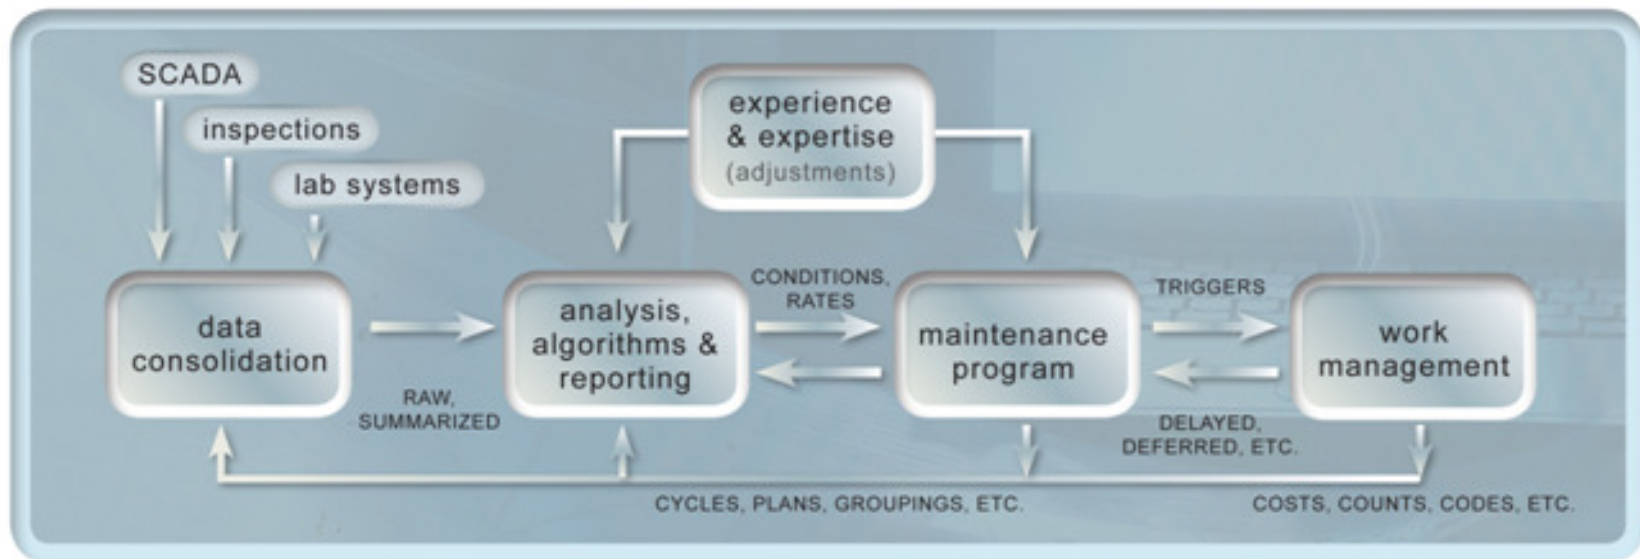 SCADA
inspections
lab systems
experience
& expertise
(adjustments)
data
consolidation
RAW,
SUMMARIZED
analysis,
algorithms &
reporting
CONDITIONS,
RATES
maintenance
program
TRIGGERS
DELAYED,
DEFERRED, ETC.
work
management
CYCLES, PLANS, GROUPINGS, ETC.
COSTS, COUNTS, CODES, ETC.